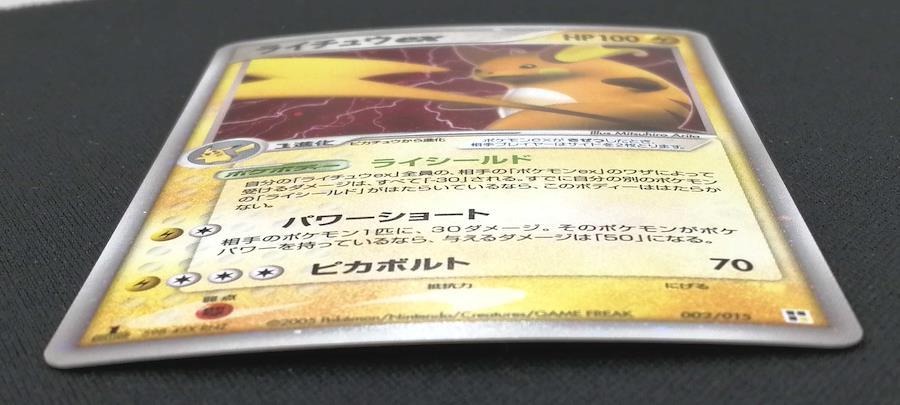 ライチュウex HP100
Illus. Mitsuhiro Arita
1進化 ピカチュウから進化
ポケモンexが気ぜつしたとき、
相手プレイヤーはサイドを2枚とります。
ポケボディー ライシールド
自分の「ライチュウex」全員の、相手の「ポケモンex」のワザによって
受けるダメージは、すべて「-30」される。すでに自分の別のポケモン
の「ライシールド」がはたらいているなら、このボディーははたらか
ない。
パワーショート
相手のポケモン1匹に、30ダメージ。そのポケモンがポケ
パワーを持っているなら、与えるダメージは「50」になる。
ピカボルト 70
弱点 抵抗力 にげる
©2005 Pokémon/Nintendo/Creatures/GAME FREAK 002/015